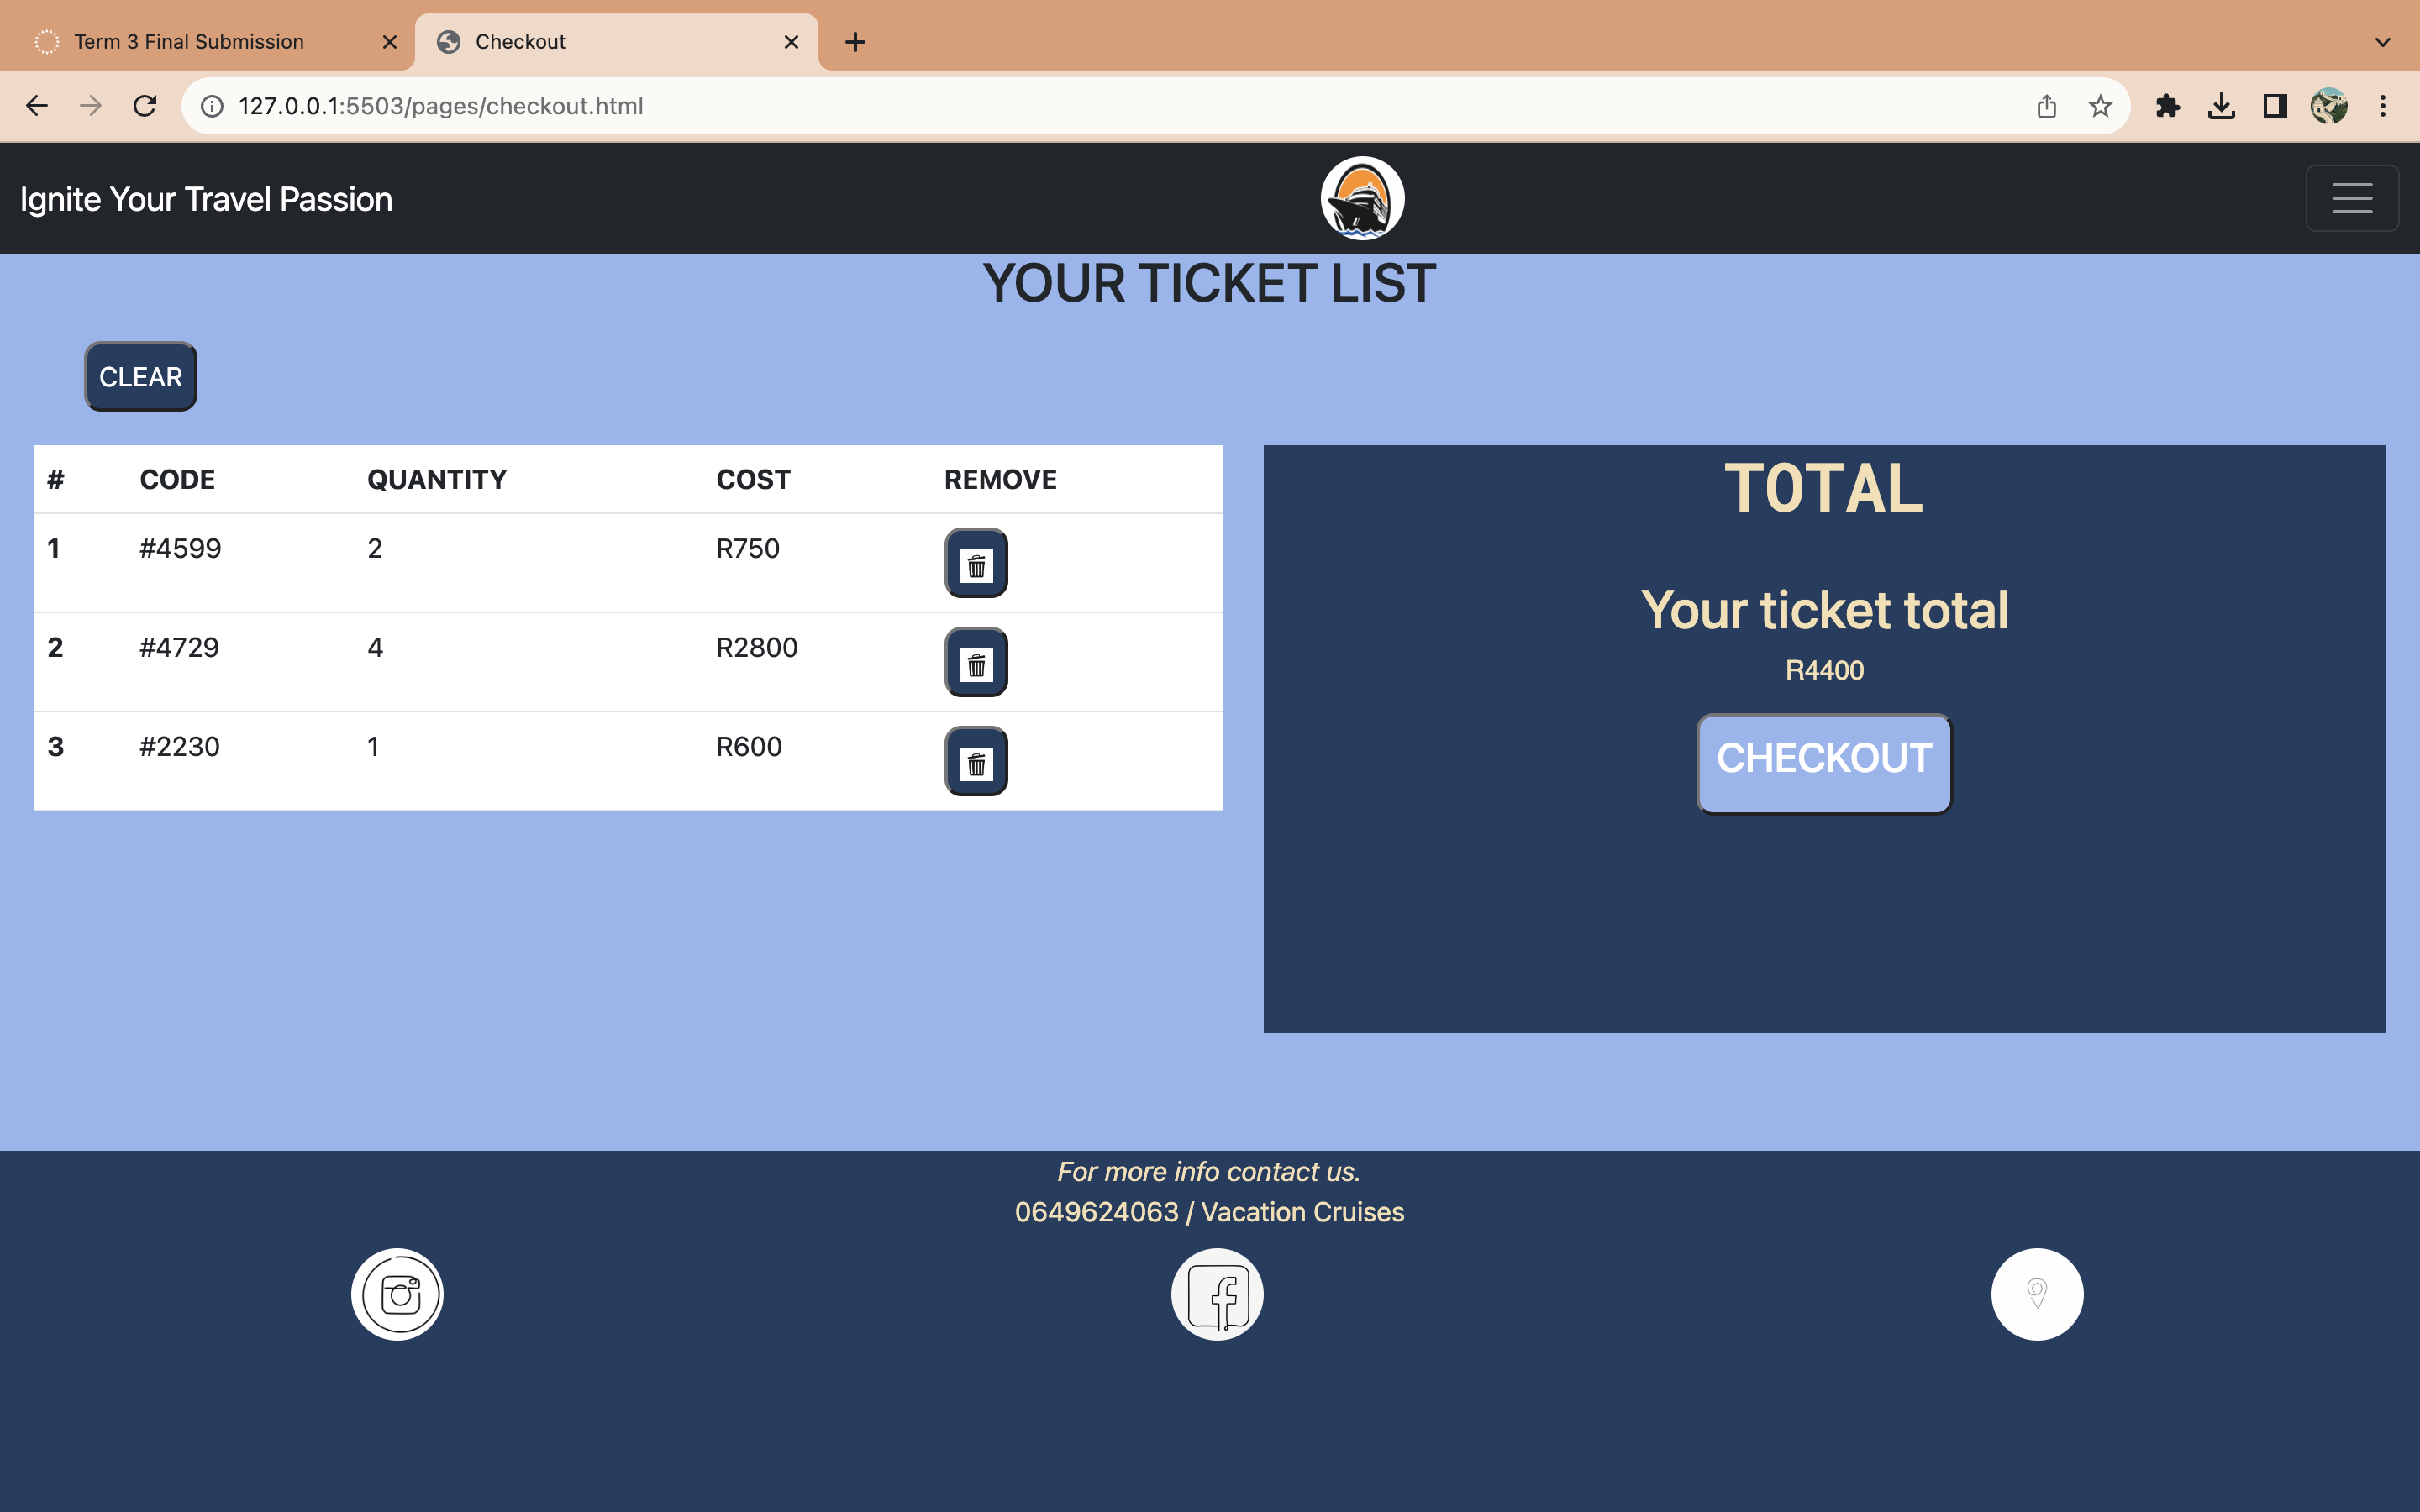 Term 3 Final Submission
Checkout
127.0.0.1:5503/pages/checkout.html
Ignite Your Travel Passion
YOUR TICKET LIST
CLEAR
# CODE QUANTITY COST REMOVE
1 #4599 2 R750
2 #4729 4 R2800
3 #2230 1 R600
TOTAL
Your ticket total
R4400
CHECKOUT
For more info contact us.
0649624063 / Vacation Cruises